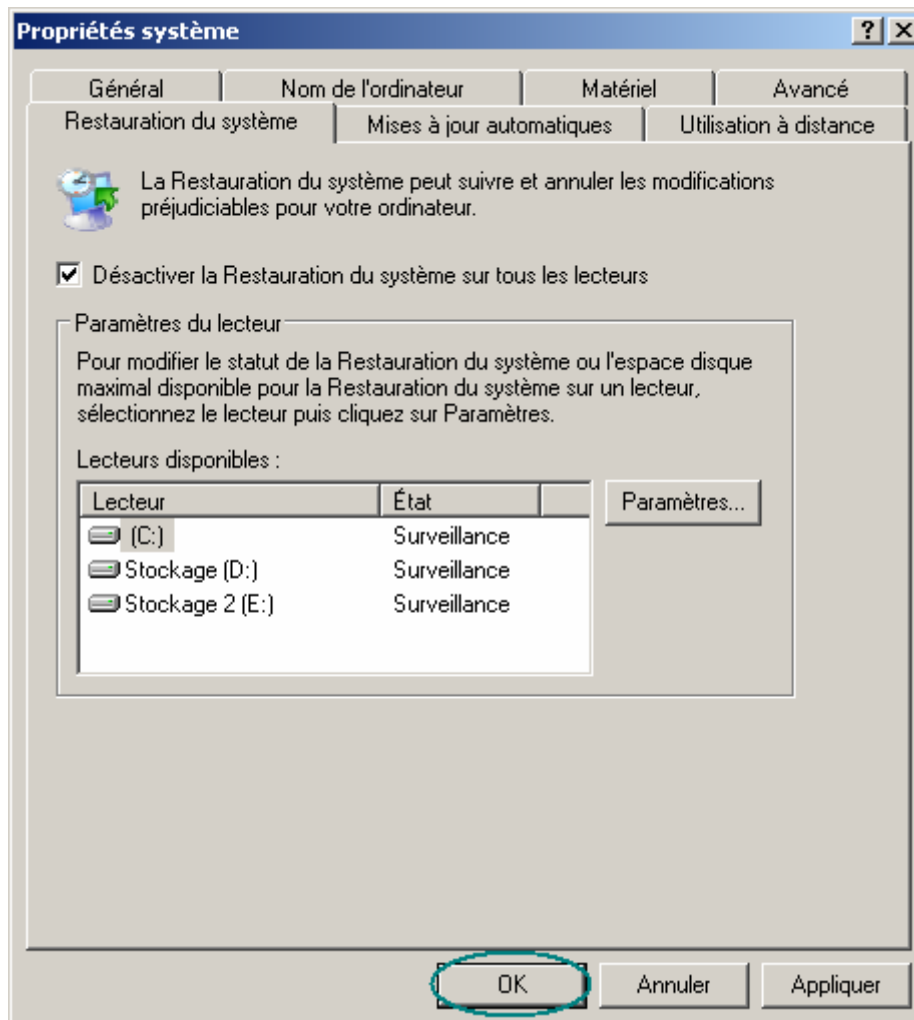 Propriétés système
Général Nom de l'ordinateur Matériel Avancé
Restauration du système Mises à jour automatiques Utilisation à distance
La Restauration du système peut suivre et annuler les modifications
préjudiciables pour votre ordinateur.
Désactiver la Restauration du système sur tous les lecteurs
Paramètres du lecteur
Pour modifier le statut de la Restauration du système ou l'espace disque
maximal disponible pour la Restauration du système sur un lecteur,
sélectionnez le lecteur puis cliquez sur Paramètres.
Lecteurs disponibles :
Lecteur État Paramètres...
(C:) Surveillance
Stockage (D:) Surveillance
Stockage 2 (E:) Surveillance
OK Annuler Appliquer